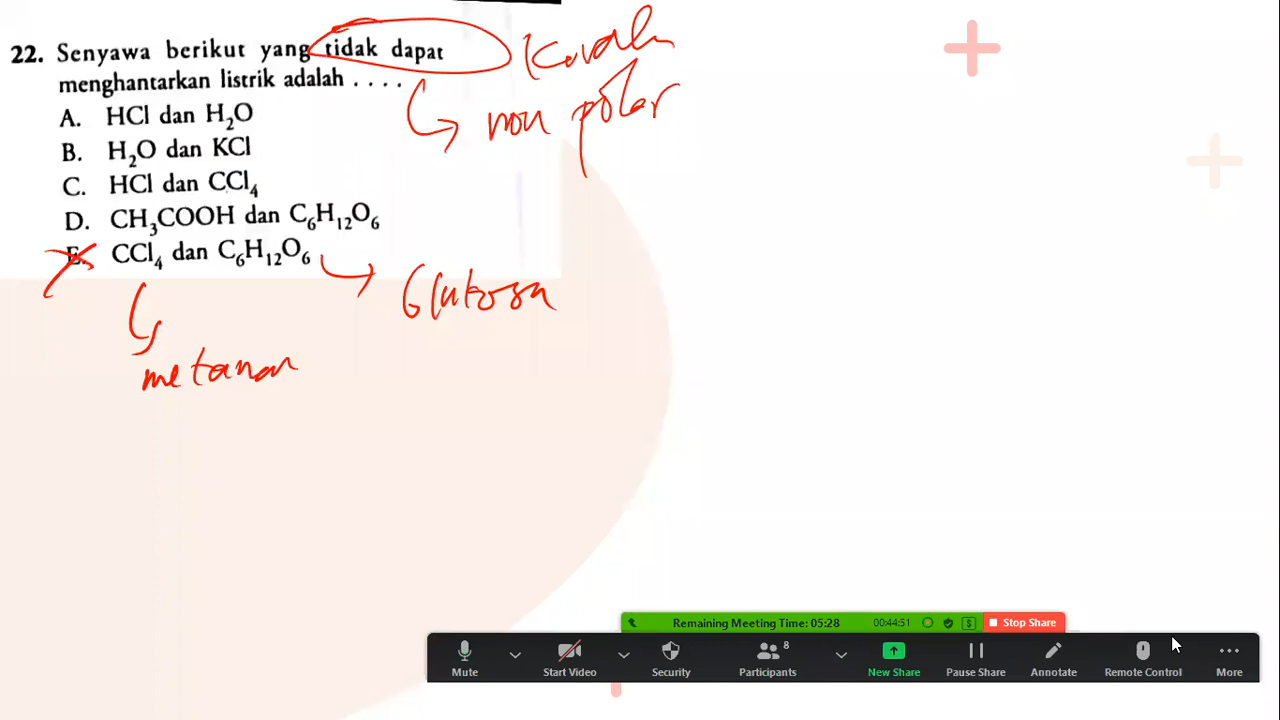 22. Senyawa berikut yang tidak dapat
menghantarkan listrik adalah . . . .
A. HCl dan H₂O
B. H₂O dan KCl
C. HCl dan CCl₄
D. CH₃COOH dan C₆H₁₂O₆
E. CCl₄ dan C₆H₁₂O₆
Kovalen
non polar
Glukosa
metanan
Remaining Meeting Time: 05:28
00:44:51
Stop Share
Mute
Start Video
Security
Participants
8
New Share
Pause Share
Annotate
Remote Control
More